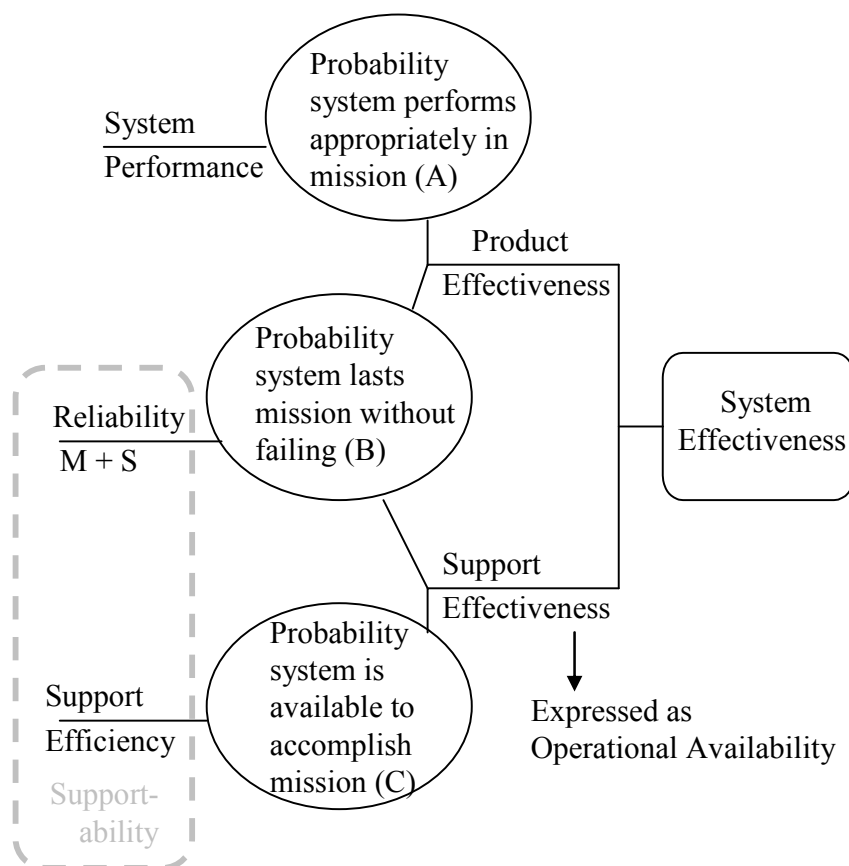 Probability
system performs
appropriately in
mission (A)
System
Performance
Product
Effectiveness
Probability
system lasts
mission without
failing (B)
Reliability
M + S
System
Effectiveness
Support
Effectiveness
Probability
system is
available to
accomplish
mission (C)
Support
Efficiency
Expressed as
Operational Availability
Support-
ability